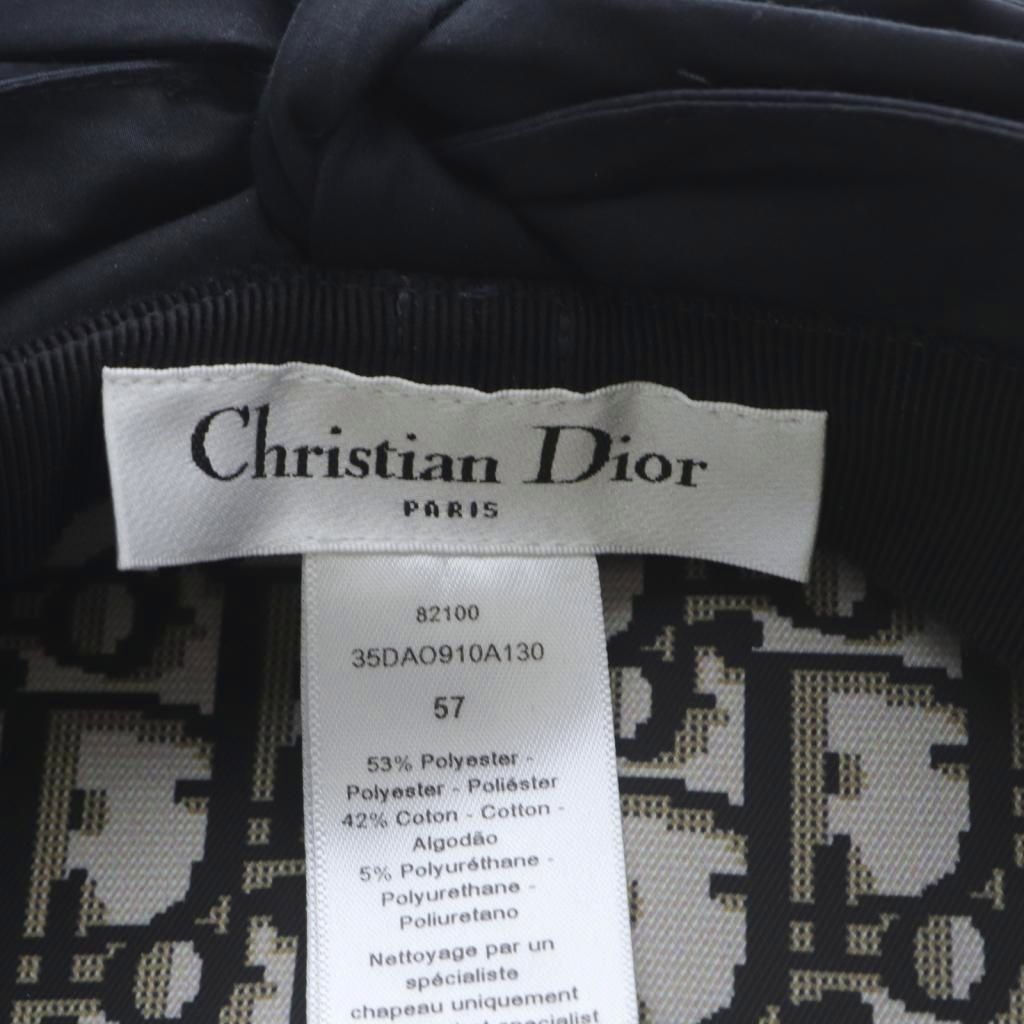 Christian Dior
PARIS
82100
35DAO910A130
57
53% Polyester -
Polyester - Poliéster
42% Coton - Cotton -
Algodão
5% Polyuréthane -
Polyurethane -
Poliuretano
Nettoyage par un
spécialiste
chapeau uniquement
specialist